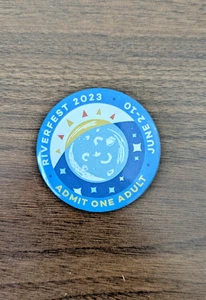 RIVERFEST 2023
JUNE 2-10
ADMIT ONE ADULT